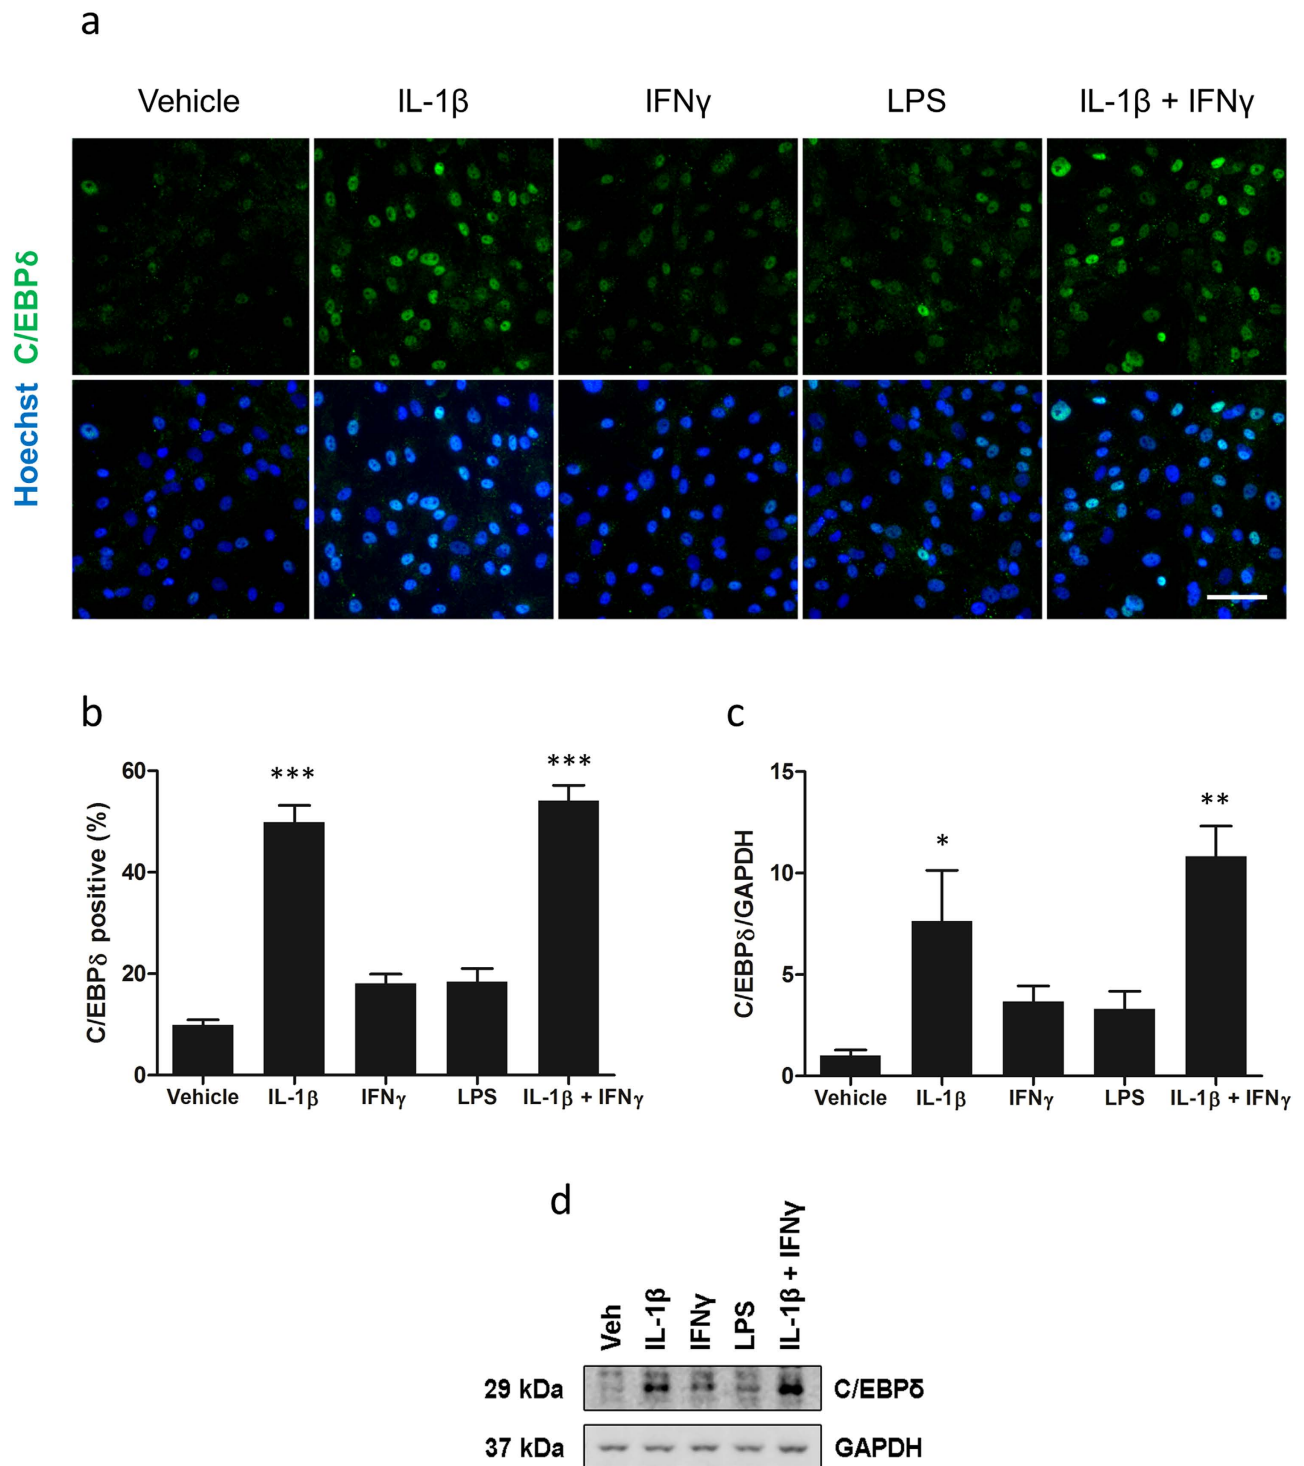 a
Vehicle IL-1β IFNγ LPS IL-1β + IFNγ
Hoechst C/EBPδ
b
C/EBPδ positive (%)
60
40
20
0
***
***
Vehicle IL-1β IFNγ LPS IL-1β + IFNγ
c
C/EBPδ/GAPDH
15
10
5
0
*
**
Vehicle IL-1β IFNγ LPS IL-1β + IFNγ
d
Veh IL-1β IFNγ LPS IL-1β + IFNγ
29 kDa C/EBPδ
37 kDa GAPDH